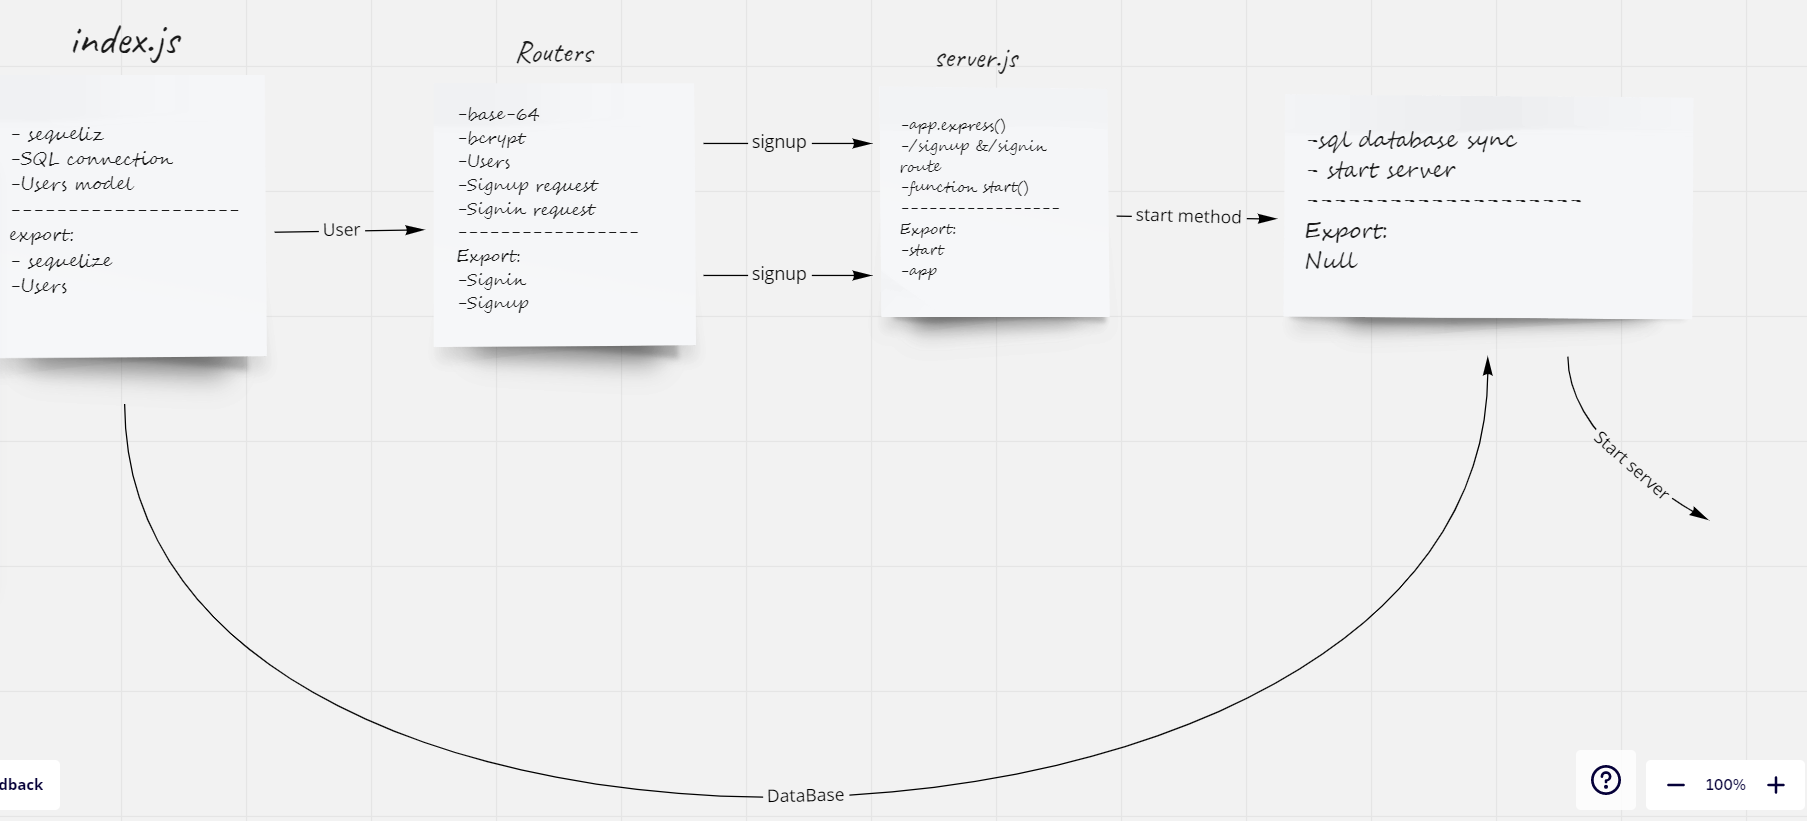 index.js
- sequeliz
-SQL connection
-Users model
--------------------
export:
- sequelize
-Users
User
Routers
-base-64
-bcrypt
-Users
-Signup request
-Signin request
-----------------
Export:
-Signin
-Signup
signup
signup
server.js
-app.express()
-/signup &/signin
route
-function start()
-----------------
Export:
-start
-app
start method
-sql database sync
- start server
--------------------
Export:
Null
Start server
DataBase
dback
100%